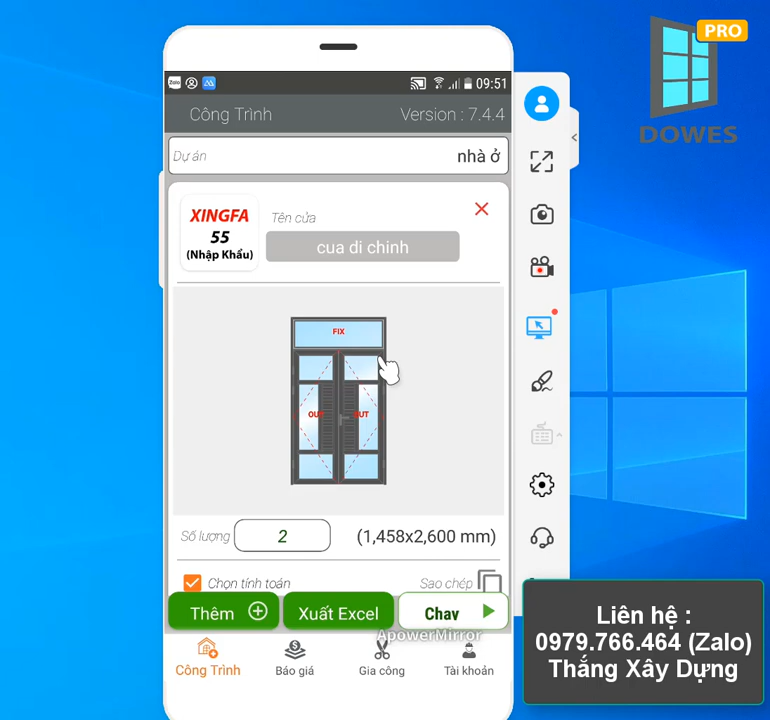 PRO
DOWES
Zalo
09:51
Công Trình
Version : 7.4.4
Dự án
nhà ở
XINGFA
55
(Nhập Khẩu)
Tên cửa
cua di chinh
FIX
OUT
OUT
Số lượng
2
(1,458x2,600 mm)
Chọn tính toán
Sao chép
Thêm
Xuất Excel
Chay
ApowerMirror
Công Trình
Báo giá
Gia công
Tài khoản
Liên hệ :
0979.766.464 (Zalo)
Thắng Xây Dựng